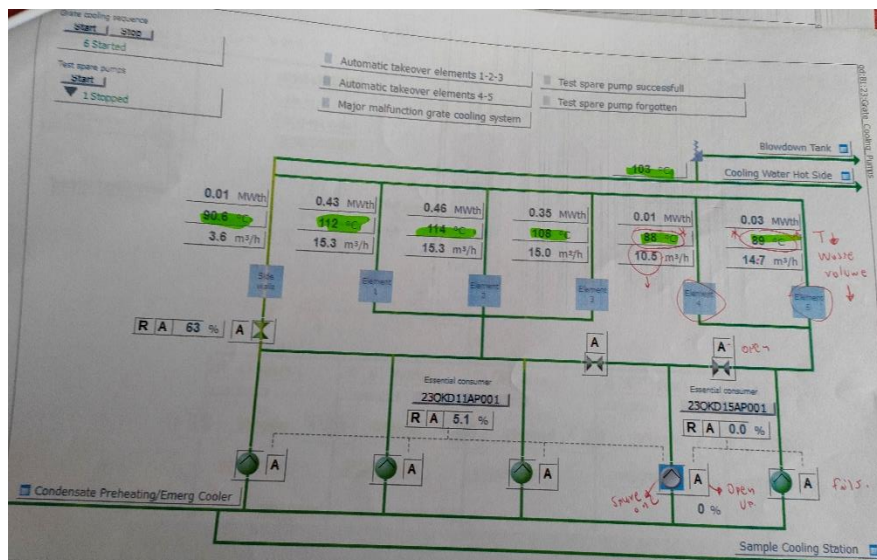 Grate cooling sequence
Start Stop
6 Started
Test spare pumps
Start
1 Stopped
Automatic takeover elements 1-2-3
Automatic takeover elements 4-5
Major malfunction grate cooling system
Test spare pump successfull
Test spare pump forgotten
Blowdown Tank
103 °C
Cooling Water Hot Side
0.01 MWth
90.6 °C
3.6 m³/h
0.43 MWth
112 °C
15.3 m³/h
0.46 MWth
114 °C
15.3 m³/h
0.35 MWth
108 °C
15.0 m³/h
0.01 MWth
88 °C
10.5 m³/h
0.03 MWth
89 °C
14.7 m³/h
T
volume
Side walls
Element 1
Element 2
Element 3
Element 4
Element 5
R A 63 % A
A
A open
Essential consumer
23OKD11AP001
R A 5.1 %
Essential consumer
23OKD15AP001
R A 0.0 %
A
A
A
A
A
Spare on
Open
0 %
fails.
Condensate Preheating/Emerg Cooler
Sample Cooling Station